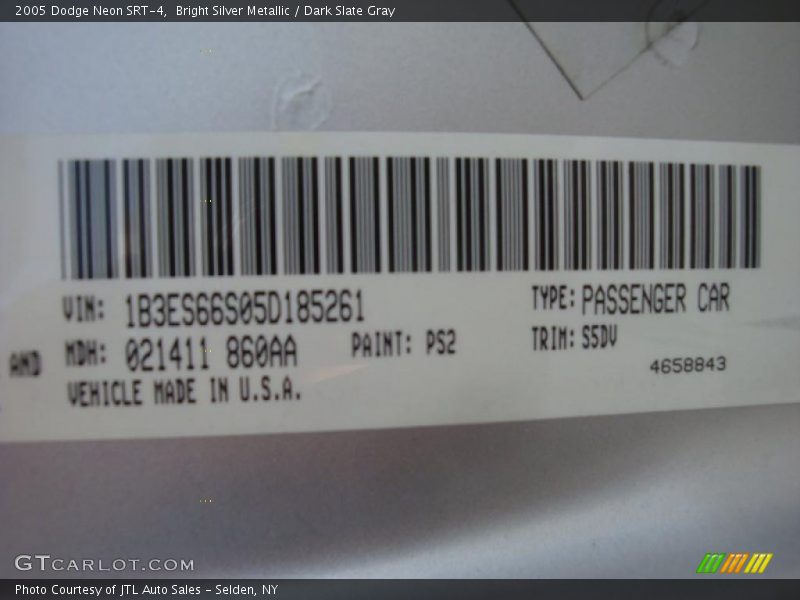 2005 Dodge Neon SRT-4, Bright Silver Metallic / Dark Slate Gray
VIN: 1B3ES66S05D185261 TYPE: PASSENGER CAR
AND MDH: 021411 860AA PAINT: PS2 TRIM: S5DV
VEHICLE MADE IN U.S.A. 4658843
GTCARLOT.COM
Photo Courtesy of JTL Auto Sales - Selden, NY